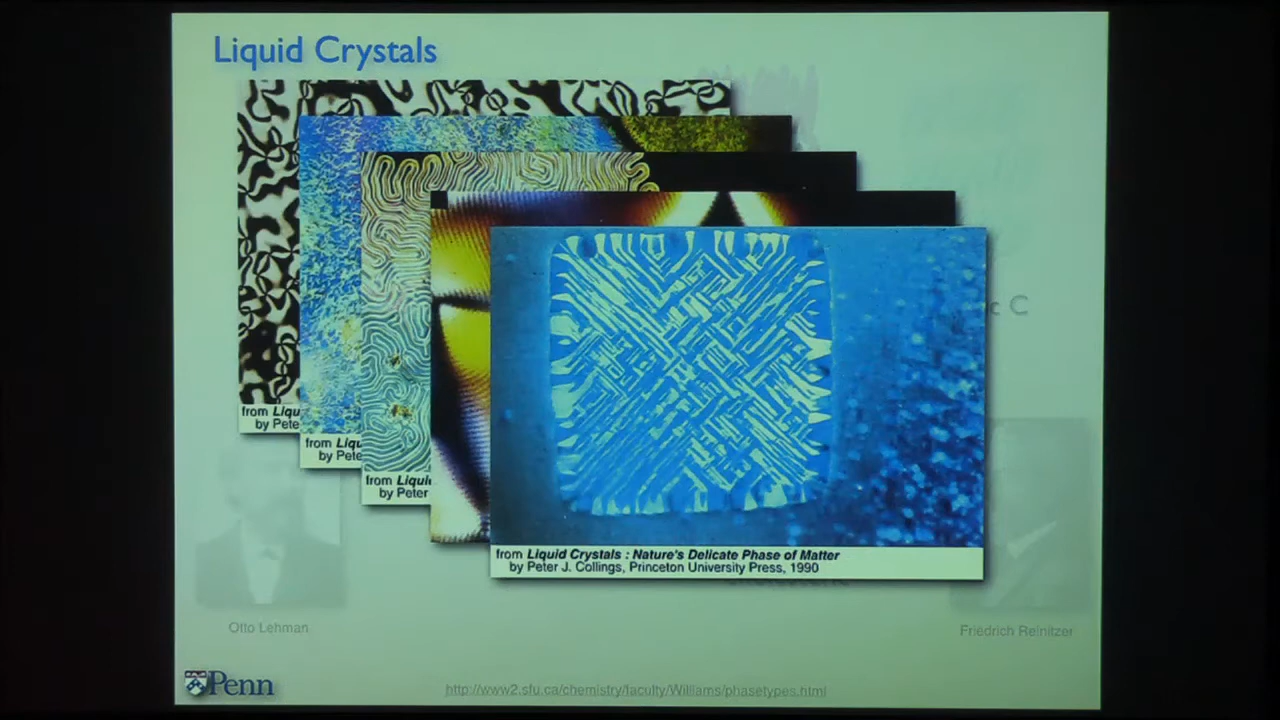 Liquid Crystals
c C
from Liqu
by Pete
from Liqu
by Pete
from Liqui
by Peter
from Liquid Crystals : Nature's Delicate Phase of Matter
by Peter J. Collings, Princeton University Press, 1990
Otto Lehman
Friedrich Reinitzer
Penn
http://www2.sfu.ca/chemistry/faculty/Williams/phasetypes.html